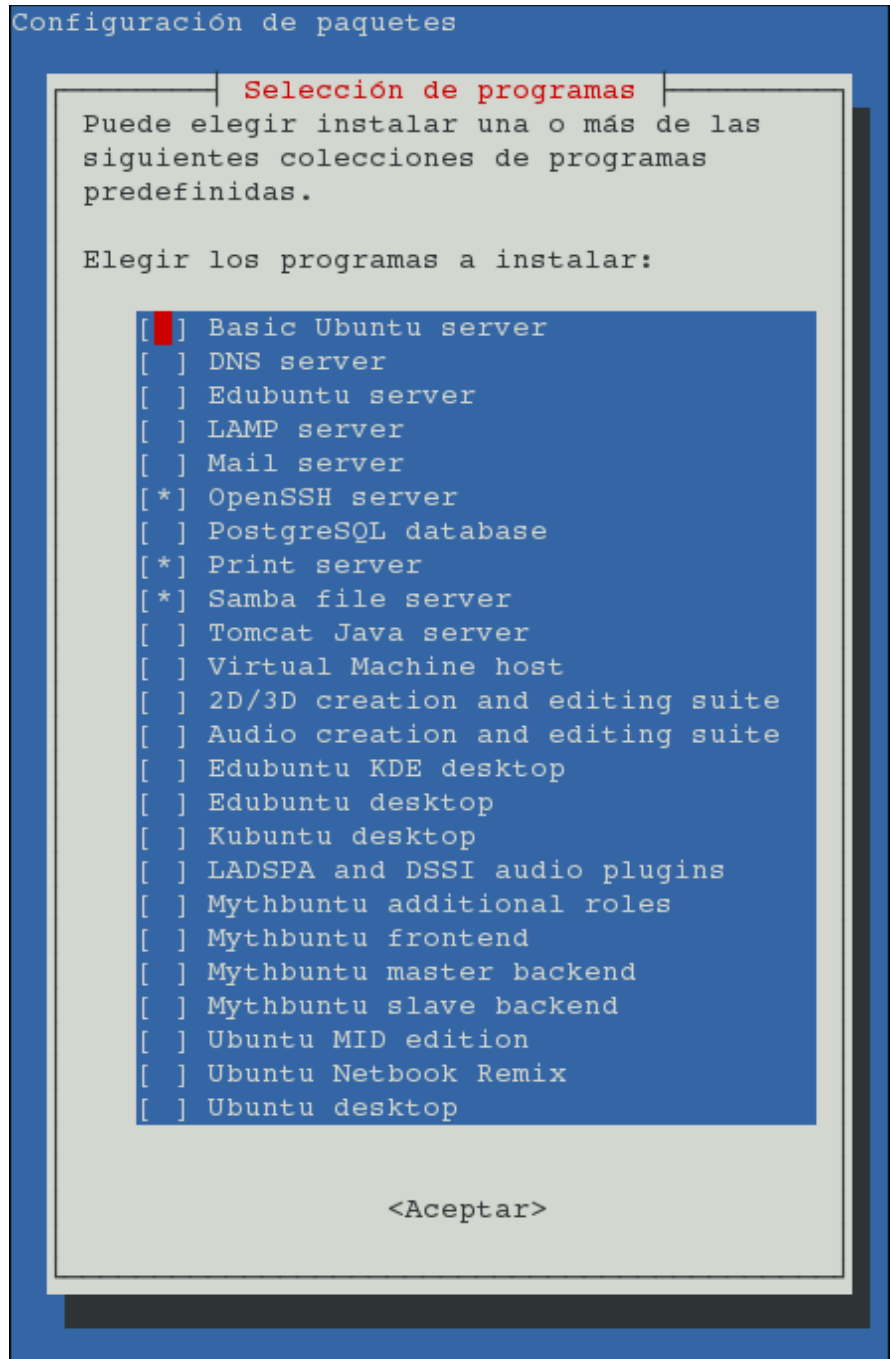 Configuración de paquetes
Selección de programas
Puede elegir instalar una o más de las
siguientes colecciones de programas
predefinidas.
Elegir los programas a instalar:
[ ] Basic Ubuntu server
[ ] DNS server
[ ] Edubuntu server
[ ] LAMP server
[ ] Mail server
[*] OpenSSH server
[ ] PostgreSQL database
[*] Print server
[*] Samba file server
[ ] Tomcat Java server
[ ] Virtual Machine host
[ ] 2D/3D creation and editing suite
[ ] Audio creation and editing suite
[ ] Edubuntu KDE desktop
[ ] Edubuntu desktop
[ ] Kubuntu desktop
[ ] LADSPA and DSSI audio plugins
[ ] Mythbuntu additional roles
[ ] Mythbuntu frontend
[ ] Mythbuntu master backend
[ ] Mythbuntu slave backend
[ ] Ubuntu MID edition
[ ] Ubuntu Netbook Remix
[ ] Ubuntu desktop
<Aceptar>